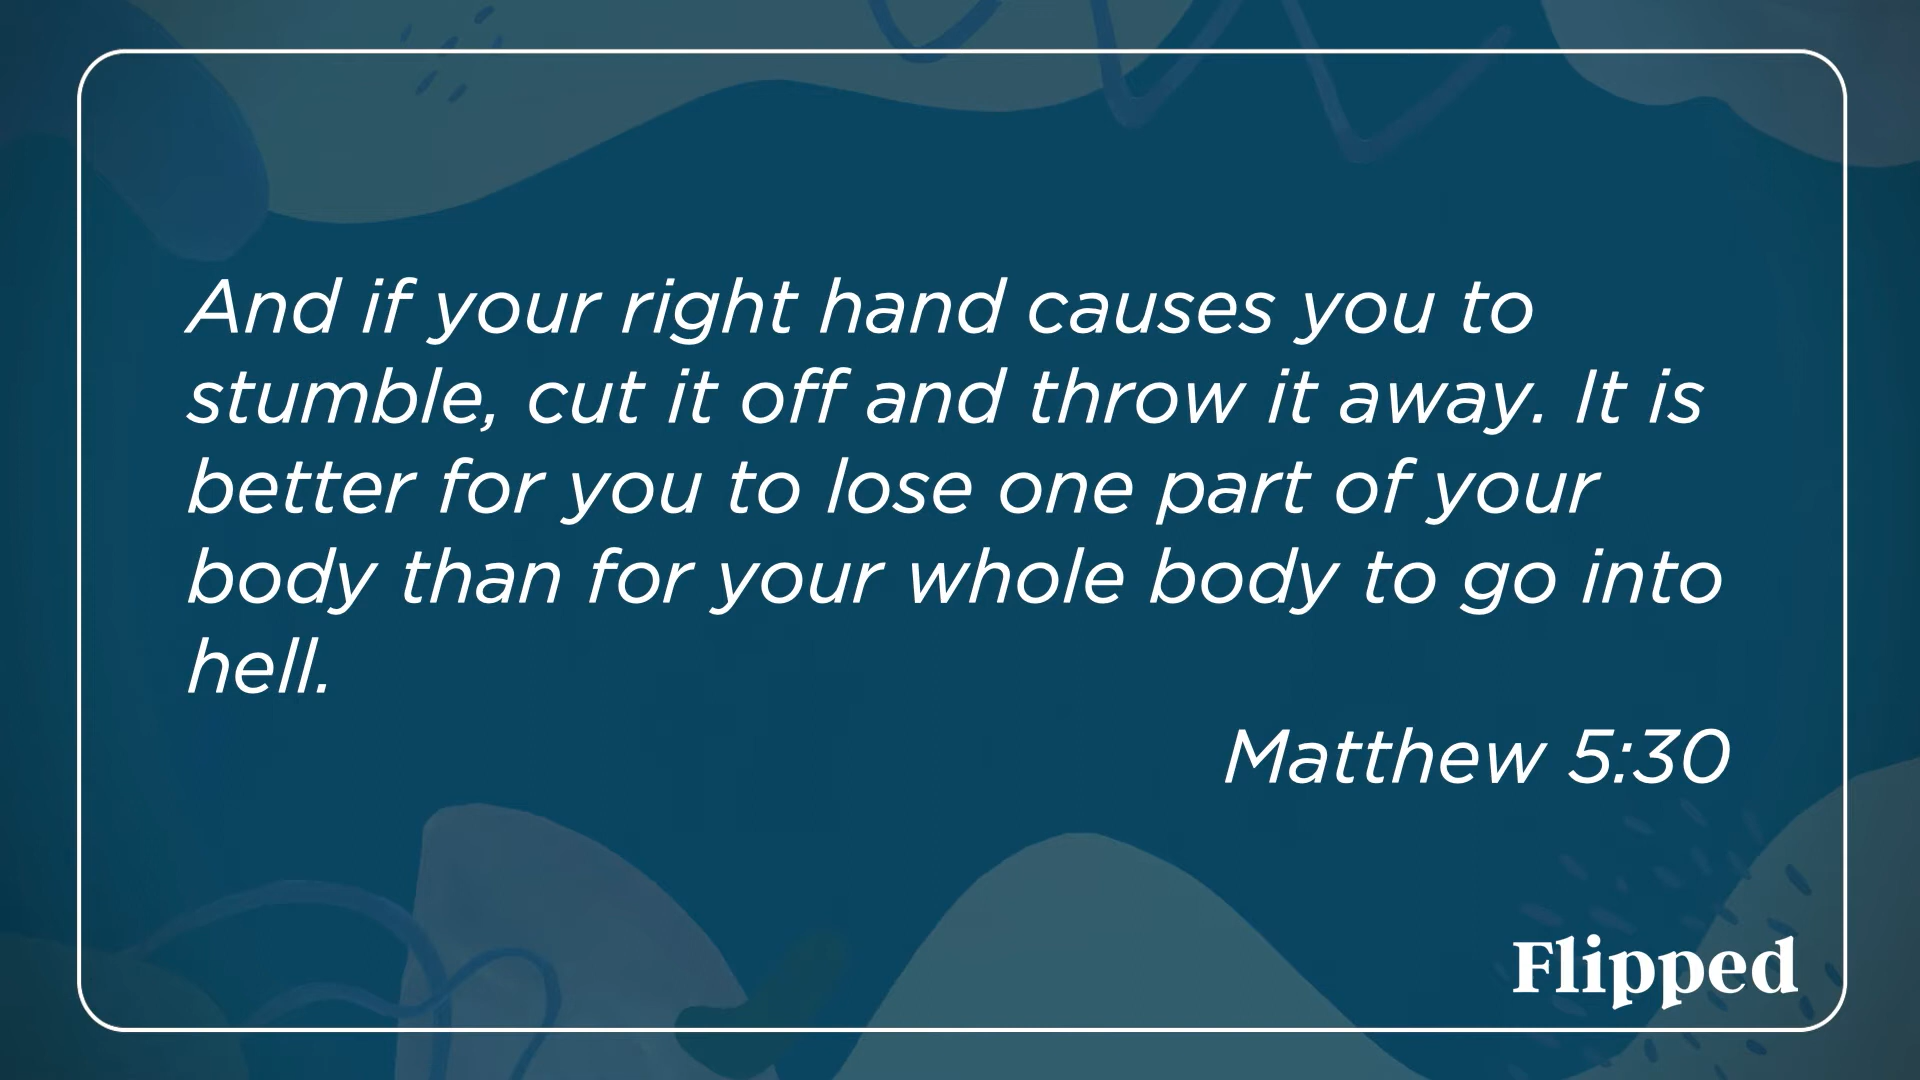 And if your right hand causes you to
stumble, cut it off and throw it away. It is
better for you to lose one part of your
body than for your whole body to go into
hell.
Matthew 5:30
Flipped